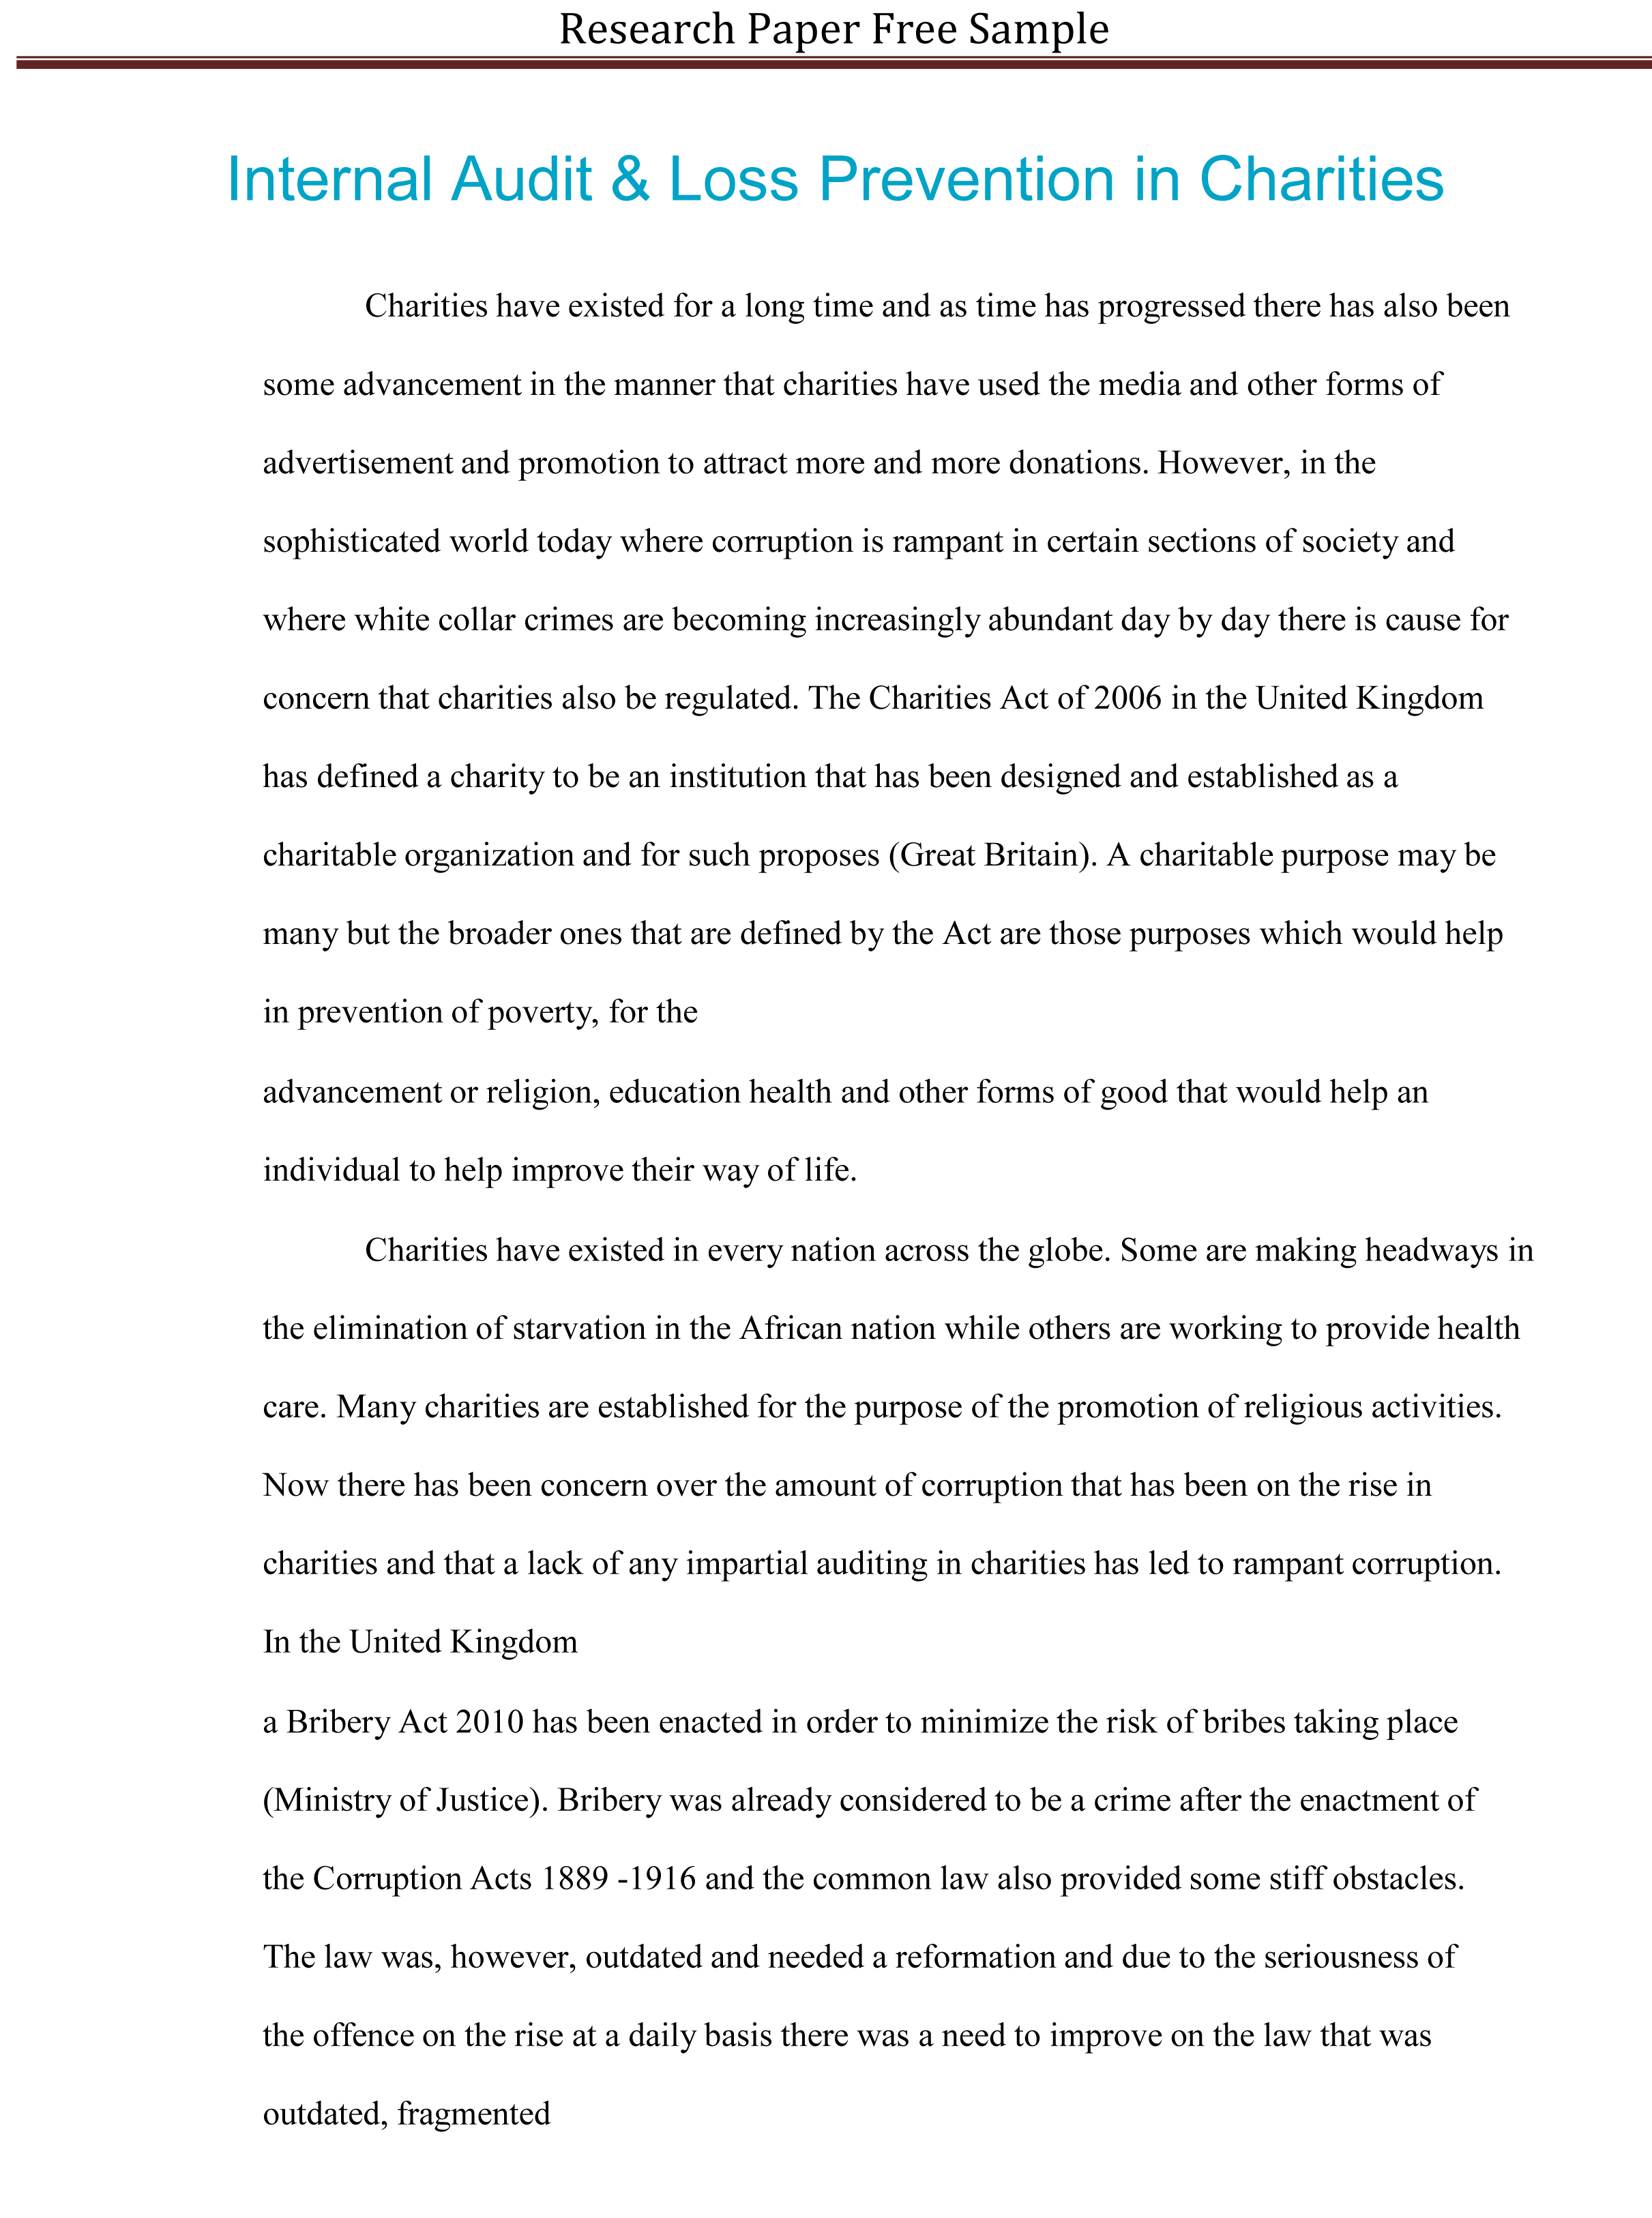 Research Paper Free Sample
Internal Audit & Loss Prevention in Charities
Charities have existed for a long time and as time has progressed there has also been
some advancement in the manner that charities have used the media and other forms of
advertisement and promotion to attract more and more donations. However, in the
sophisticated world today where corruption is rampant in certain sections of society and
where white collar crimes are becoming increasingly abundant day by day there is cause for
concern that charities also be regulated. The Charities Act of 2006 in the United Kingdom
has defined a charity to be an institution that has been designed and established as a
charitable organization and for such proposes (Great Britain). A charitable purpose may be
many but the broader ones that are defined by the Act are those purposes which would help
in prevention of poverty, for the
advancement or religion, education health and other forms of good that would help an
individual to help improve their way of life.
Charities have existed in every nation across the globe. Some are making headways in
the elimination of starvation in the African nation while others are working to provide health
care. Many charities are established for the purpose of the promotion of religious activities.
Now there has been concern over the amount of corruption that has been on the rise in
charities and that a lack of any impartial auditing in charities has led to rampant corruption.
In the United Kingdom
a Bribery Act 2010 has been enacted in order to minimize the risk of bribes taking place
(Ministry of Justice). Bribery was already considered to be a crime after the enactment of
the Corruption Acts 1889 -1916 and the common law also provided some stiff obstacles.
The law was, however, outdated and needed a reformation and due to the seriousness of
the offence on the rise at a daily basis there was a need to improve on the law that was
outdated, fragmented